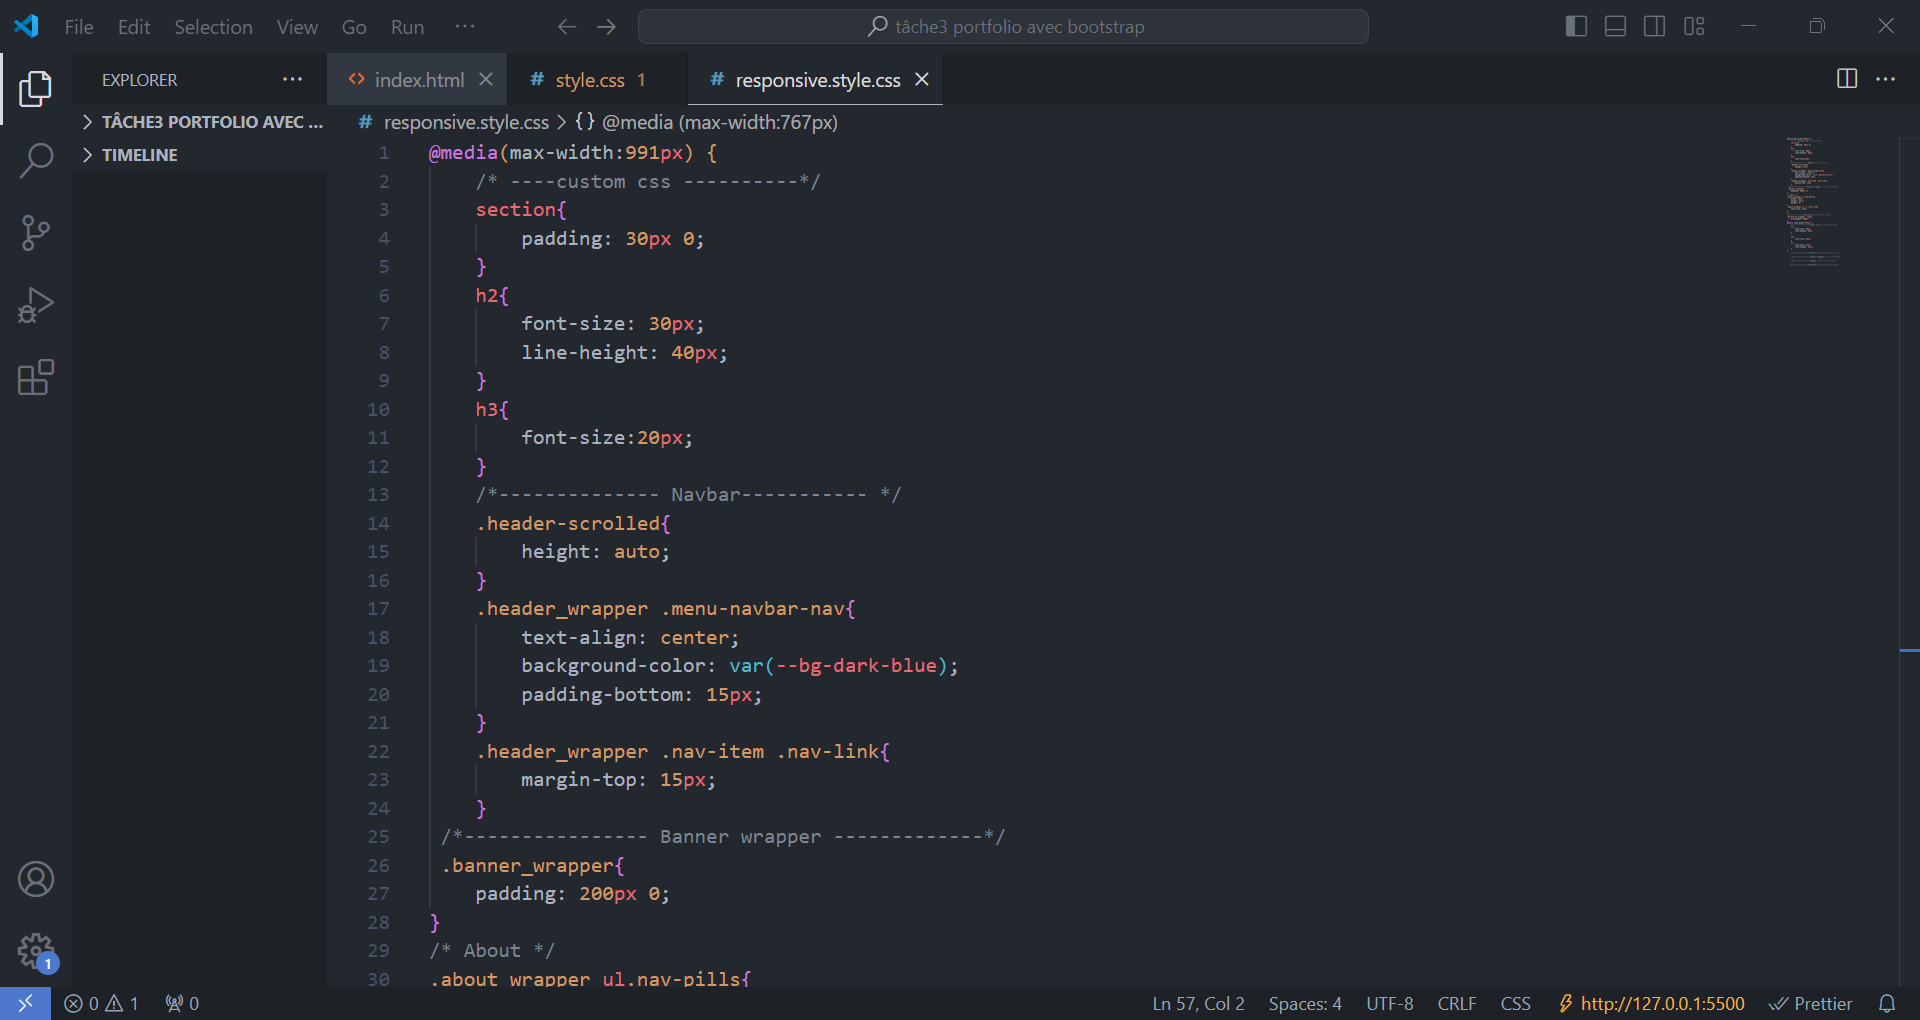 File Edit Selection View Go Run ··· tâche3 portfolio avec bootstrap
EXPLORER ··· <> index.html # style.css 1 # responsive.style.css ···
TÂCHE3 PORTFOLIO AVEC ...
TIMELINE
# responsive.style.css > {} @media (max-width:767px)
1 @media(max-width:991px) {
2 /* ----custom css ----------*/
3 section{
4 padding: 30px 0;
5 }
6 h2{
7 font-size: 30px;
8 line-height: 40px;
9 }
10 h3{
11 font-size:20px;
12 }
13 /*-------------- Navbar----------- */
14 .header-scrolled{
15 height: auto;
16 }
17 .header_wrapper .menu-navbar-nav{
18 text-align: center;
19 background-color: var(--bg-dark-blue);
20 padding-bottom: 15px;
21 }
22 .header_wrapper .nav-item .nav-link{
23 margin-top: 15px;
24 }
25 /*---------------- Banner wrapper -------------*/
26 .banner_wrapper{
27 padding: 200px 0;
28 }
29 /* About */
30 .about_wrapper ul.nav-pills{
1
0 1 0 Ln 57, Col 2 Spaces: 4 UTF-8 CRLF CSS http://127.0.0.1:5500 Prettier